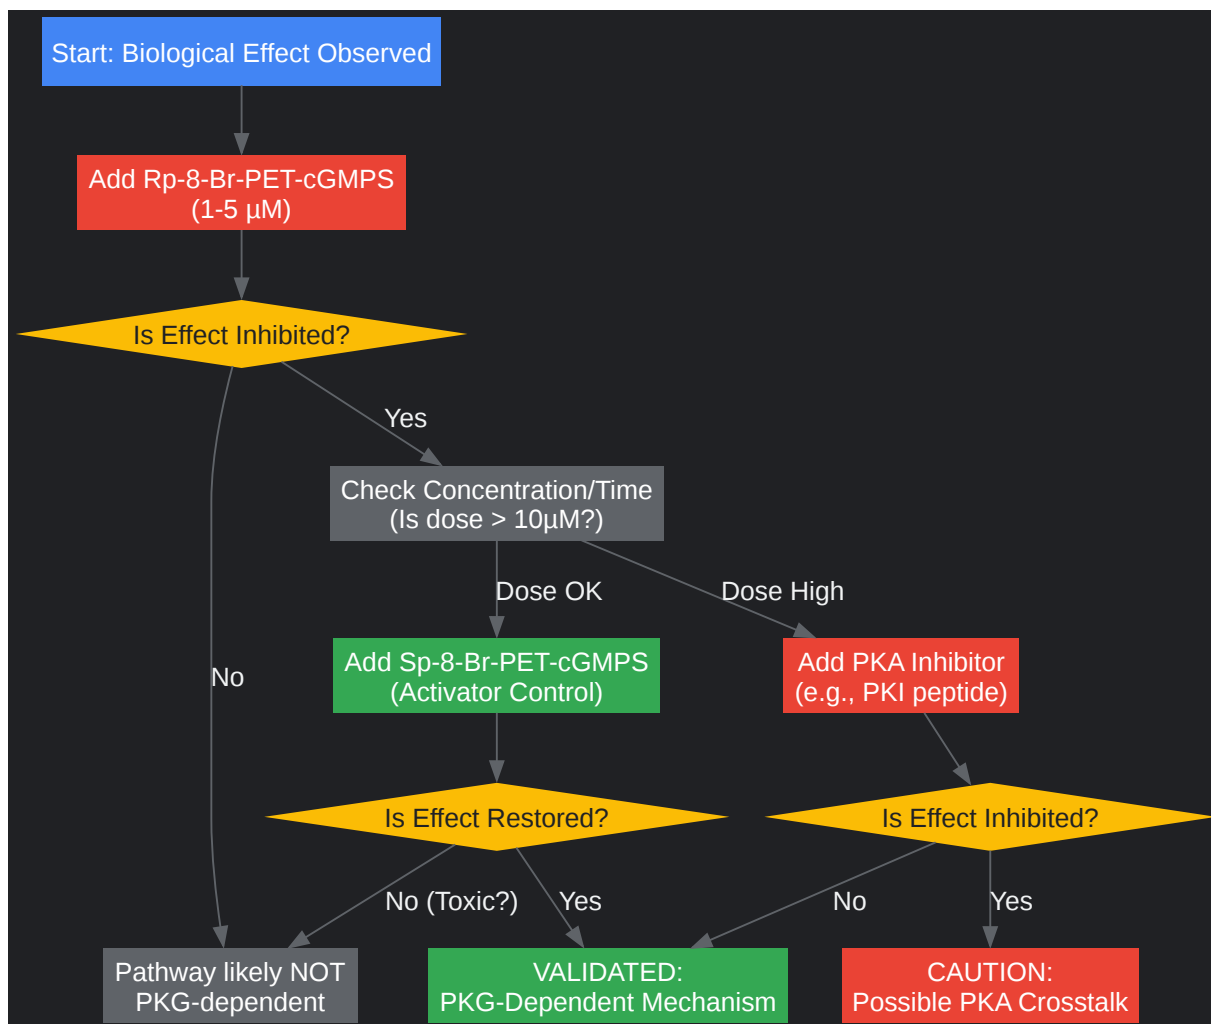 Start: Biological Effect Observed
Add Rp-8-Br-PET-cGMPS
(1-5 µM)
Is Effect Inhibited?
Yes
Check Concentration/Time
(Is dose > 10µM?)
Dose OK
Dose High
No
Add Sp-8-Br-PET-cGMPS
(Activator Control)
Add PKA Inhibitor
(e.g., PKI peptide)
Is Effect Restored?
Is Effect Inhibited?
No (Toxic?)
Yes
No
Yes
Pathway likely NOT
PKG-dependent
VALIDATED:
PKG-Dependent Mechanism
CAUTION:
Possible PKA Crosstalk